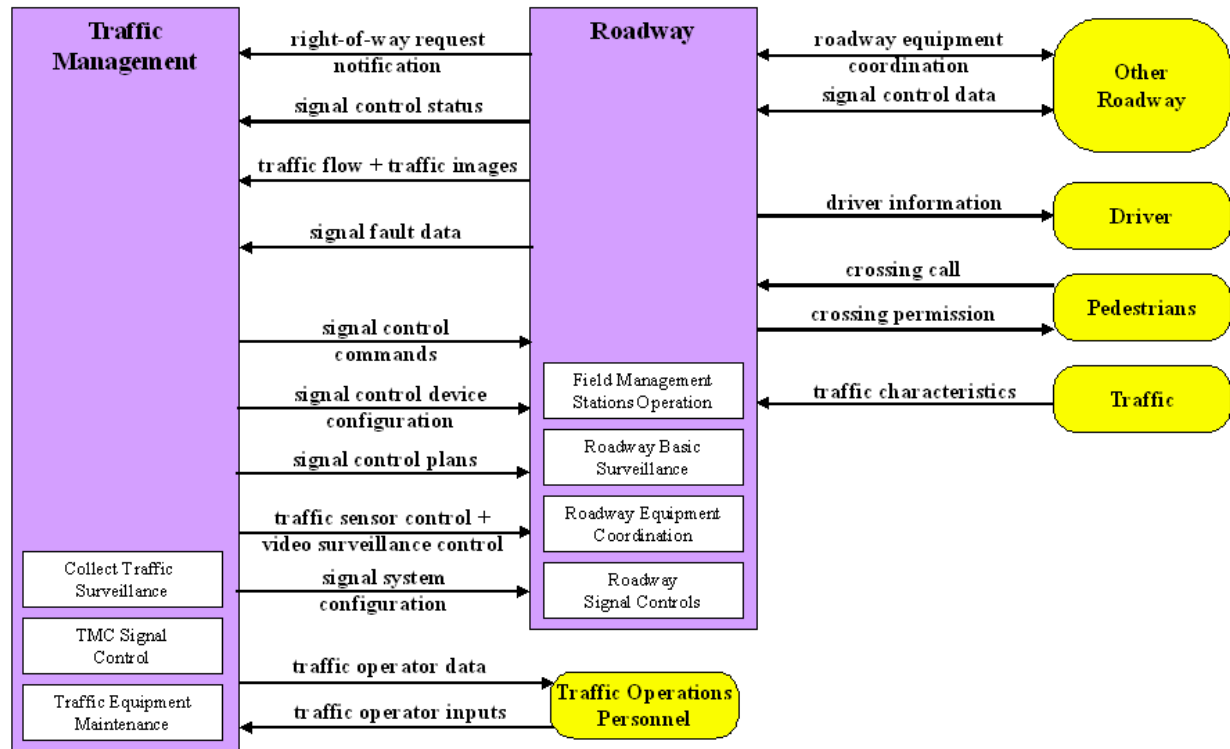 Traffic
Management
right-of-way request
notification
signal control status
traffic flow + traffic images
signal fault data
signal control
commands
signal control device
configuration
signal control plans
traffic sensor control +
video surveillance control
signal system
configuration
Collect Traffic
Surveillance
TMC Signal
Control
Traffic Equipment
Maintenance
traffic operator data
traffic operator inputs
Roadway
Field Management
Stations Operation
Roadway Basic
Surveillance
Roadway Equipment
Coordination
Roadway
Signal Controls
Traffic Operations
Personnel
roadway equipment
coordination
signal control data
driver information
crossing call
crossing permission
traffic characteristics
Other
Roadway
Driver
Pedestrians
Traffic